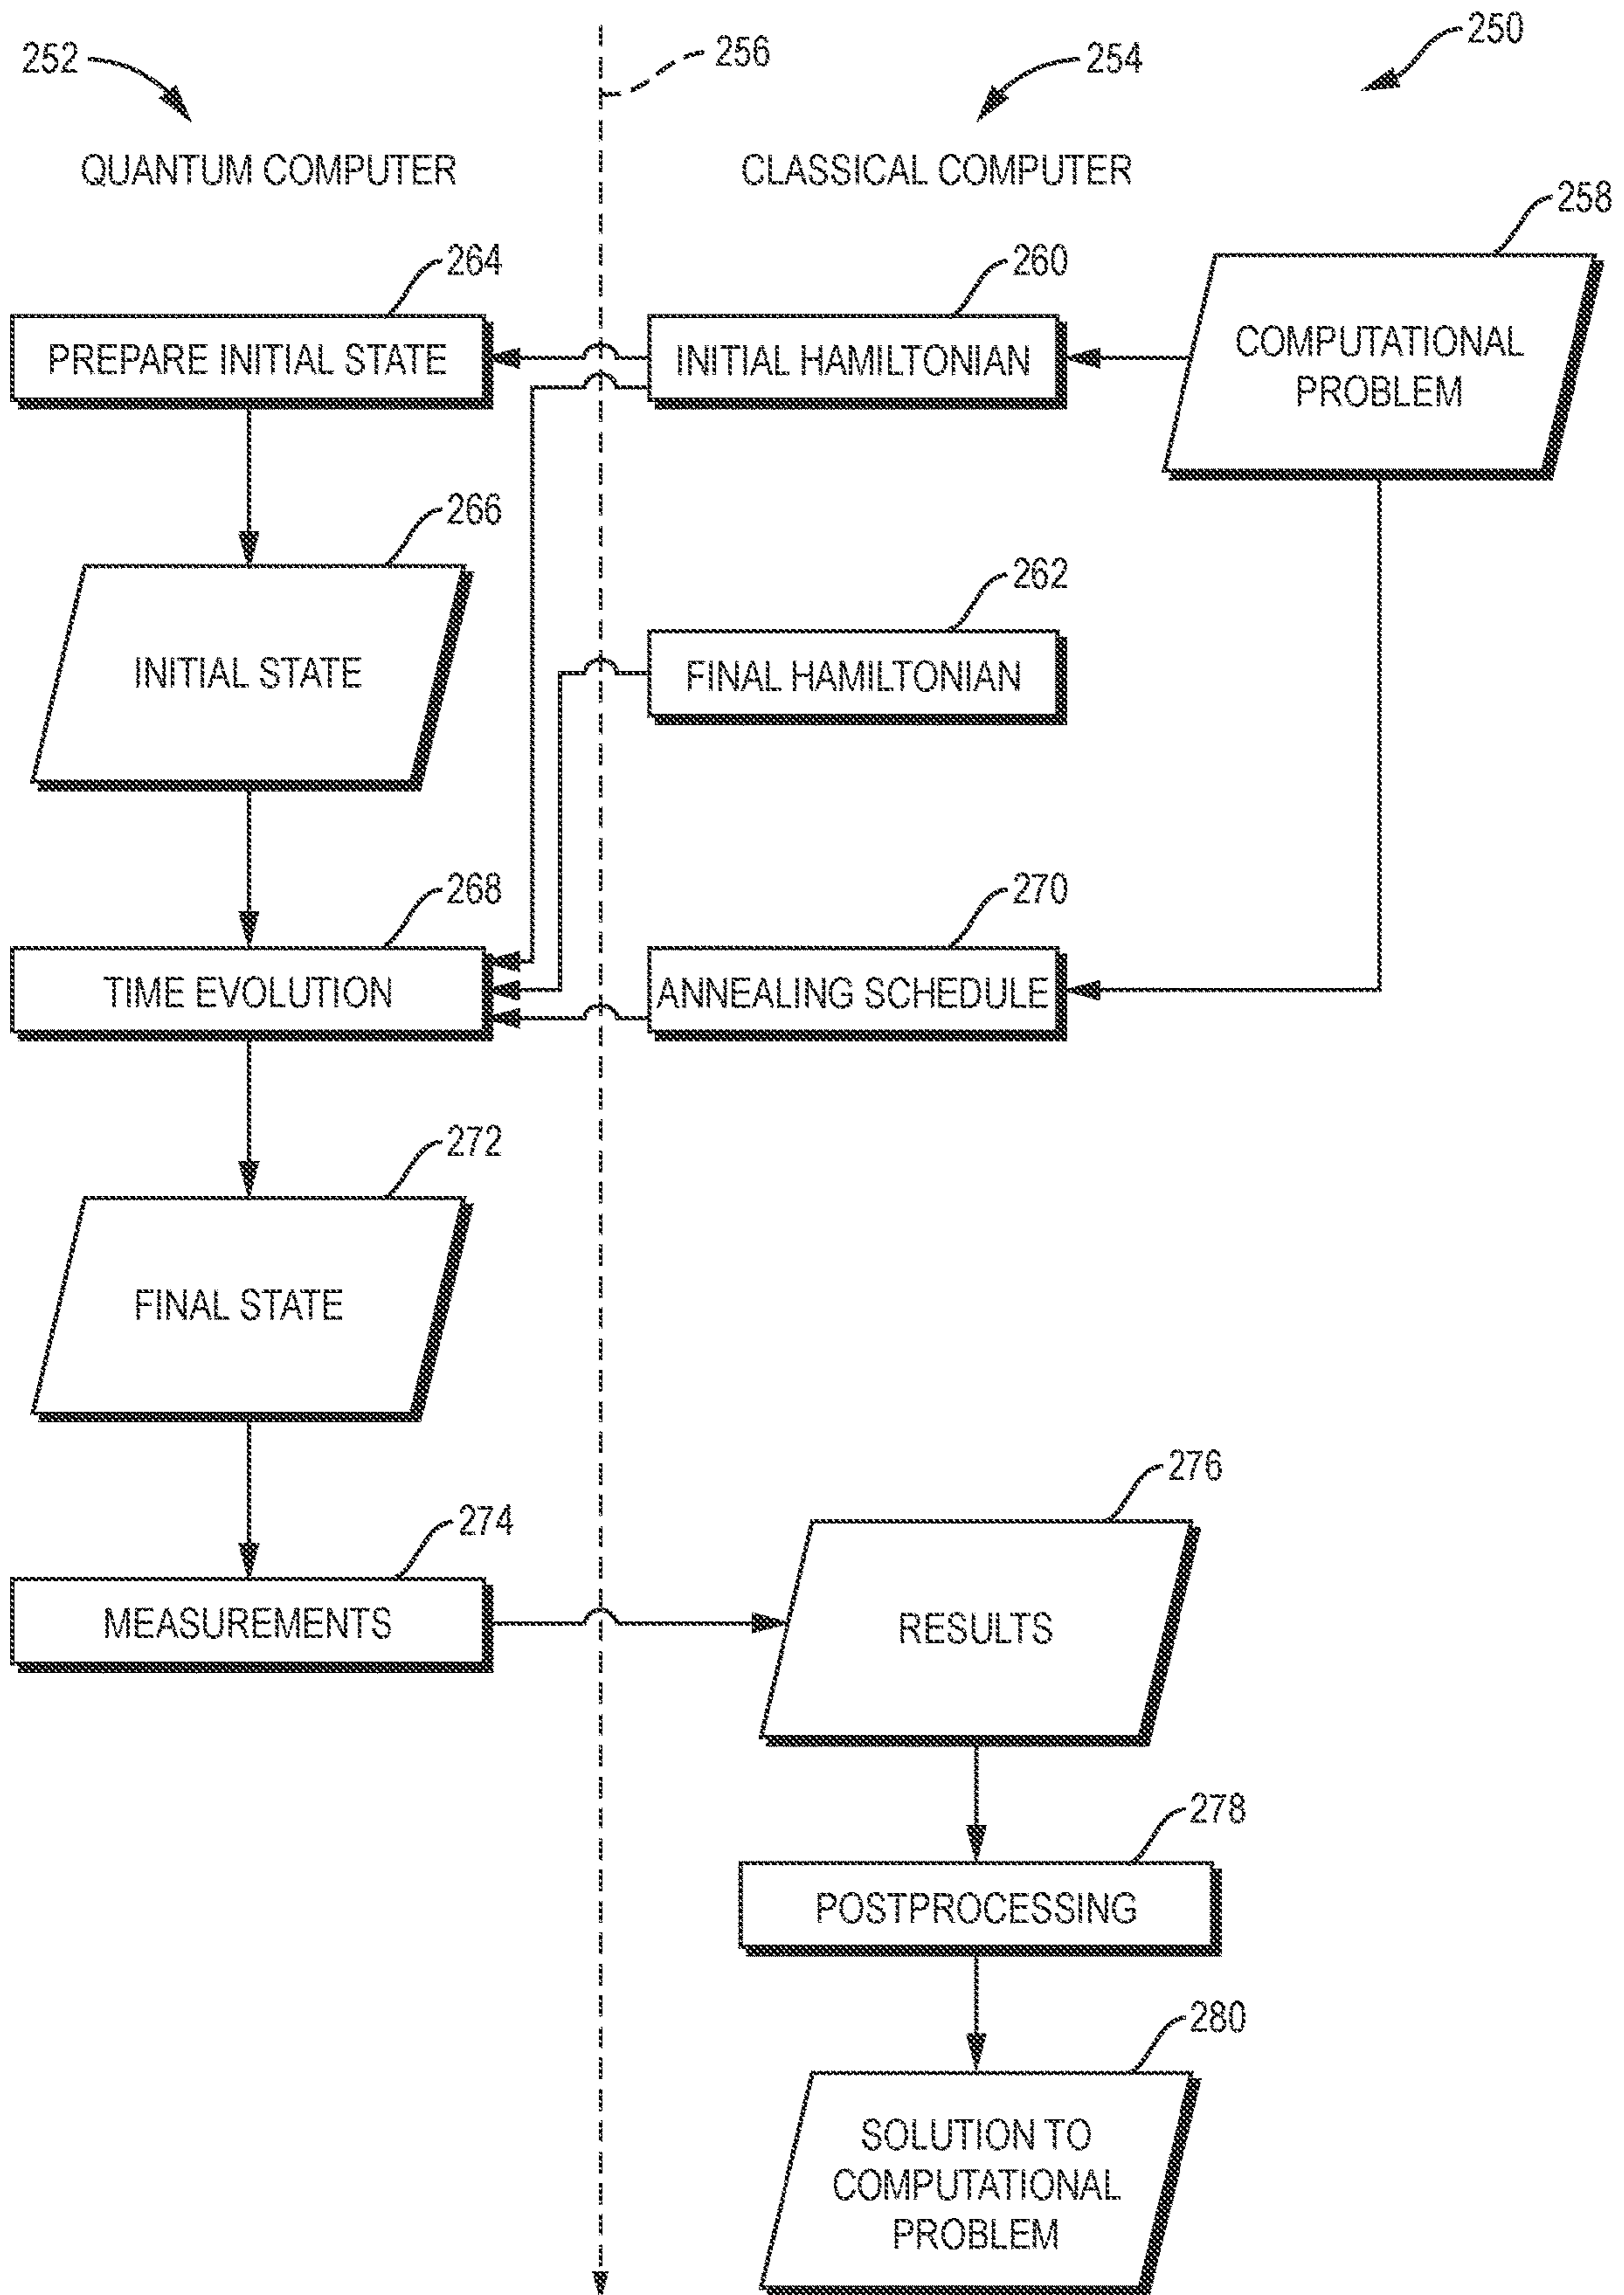 250
252
256
254
QUANTUM COMPUTER
CLASSICAL COMPUTER
258
264
260
PREPARE INITIAL STATE
INITIAL HAMILTONIAN
COMPUTATIONAL
PROBLEM
266
262
INITIAL STATE
FINAL HAMILTONIAN
268
270
TIME EVOLUTION
ANNEALING SCHEDULE
272
FINAL STATE
276
274
MEASUREMENTS
RESULTS
278
POSTPROCESSING
280
SOLUTION TO
COMPUTATIONAL
PROBLEM